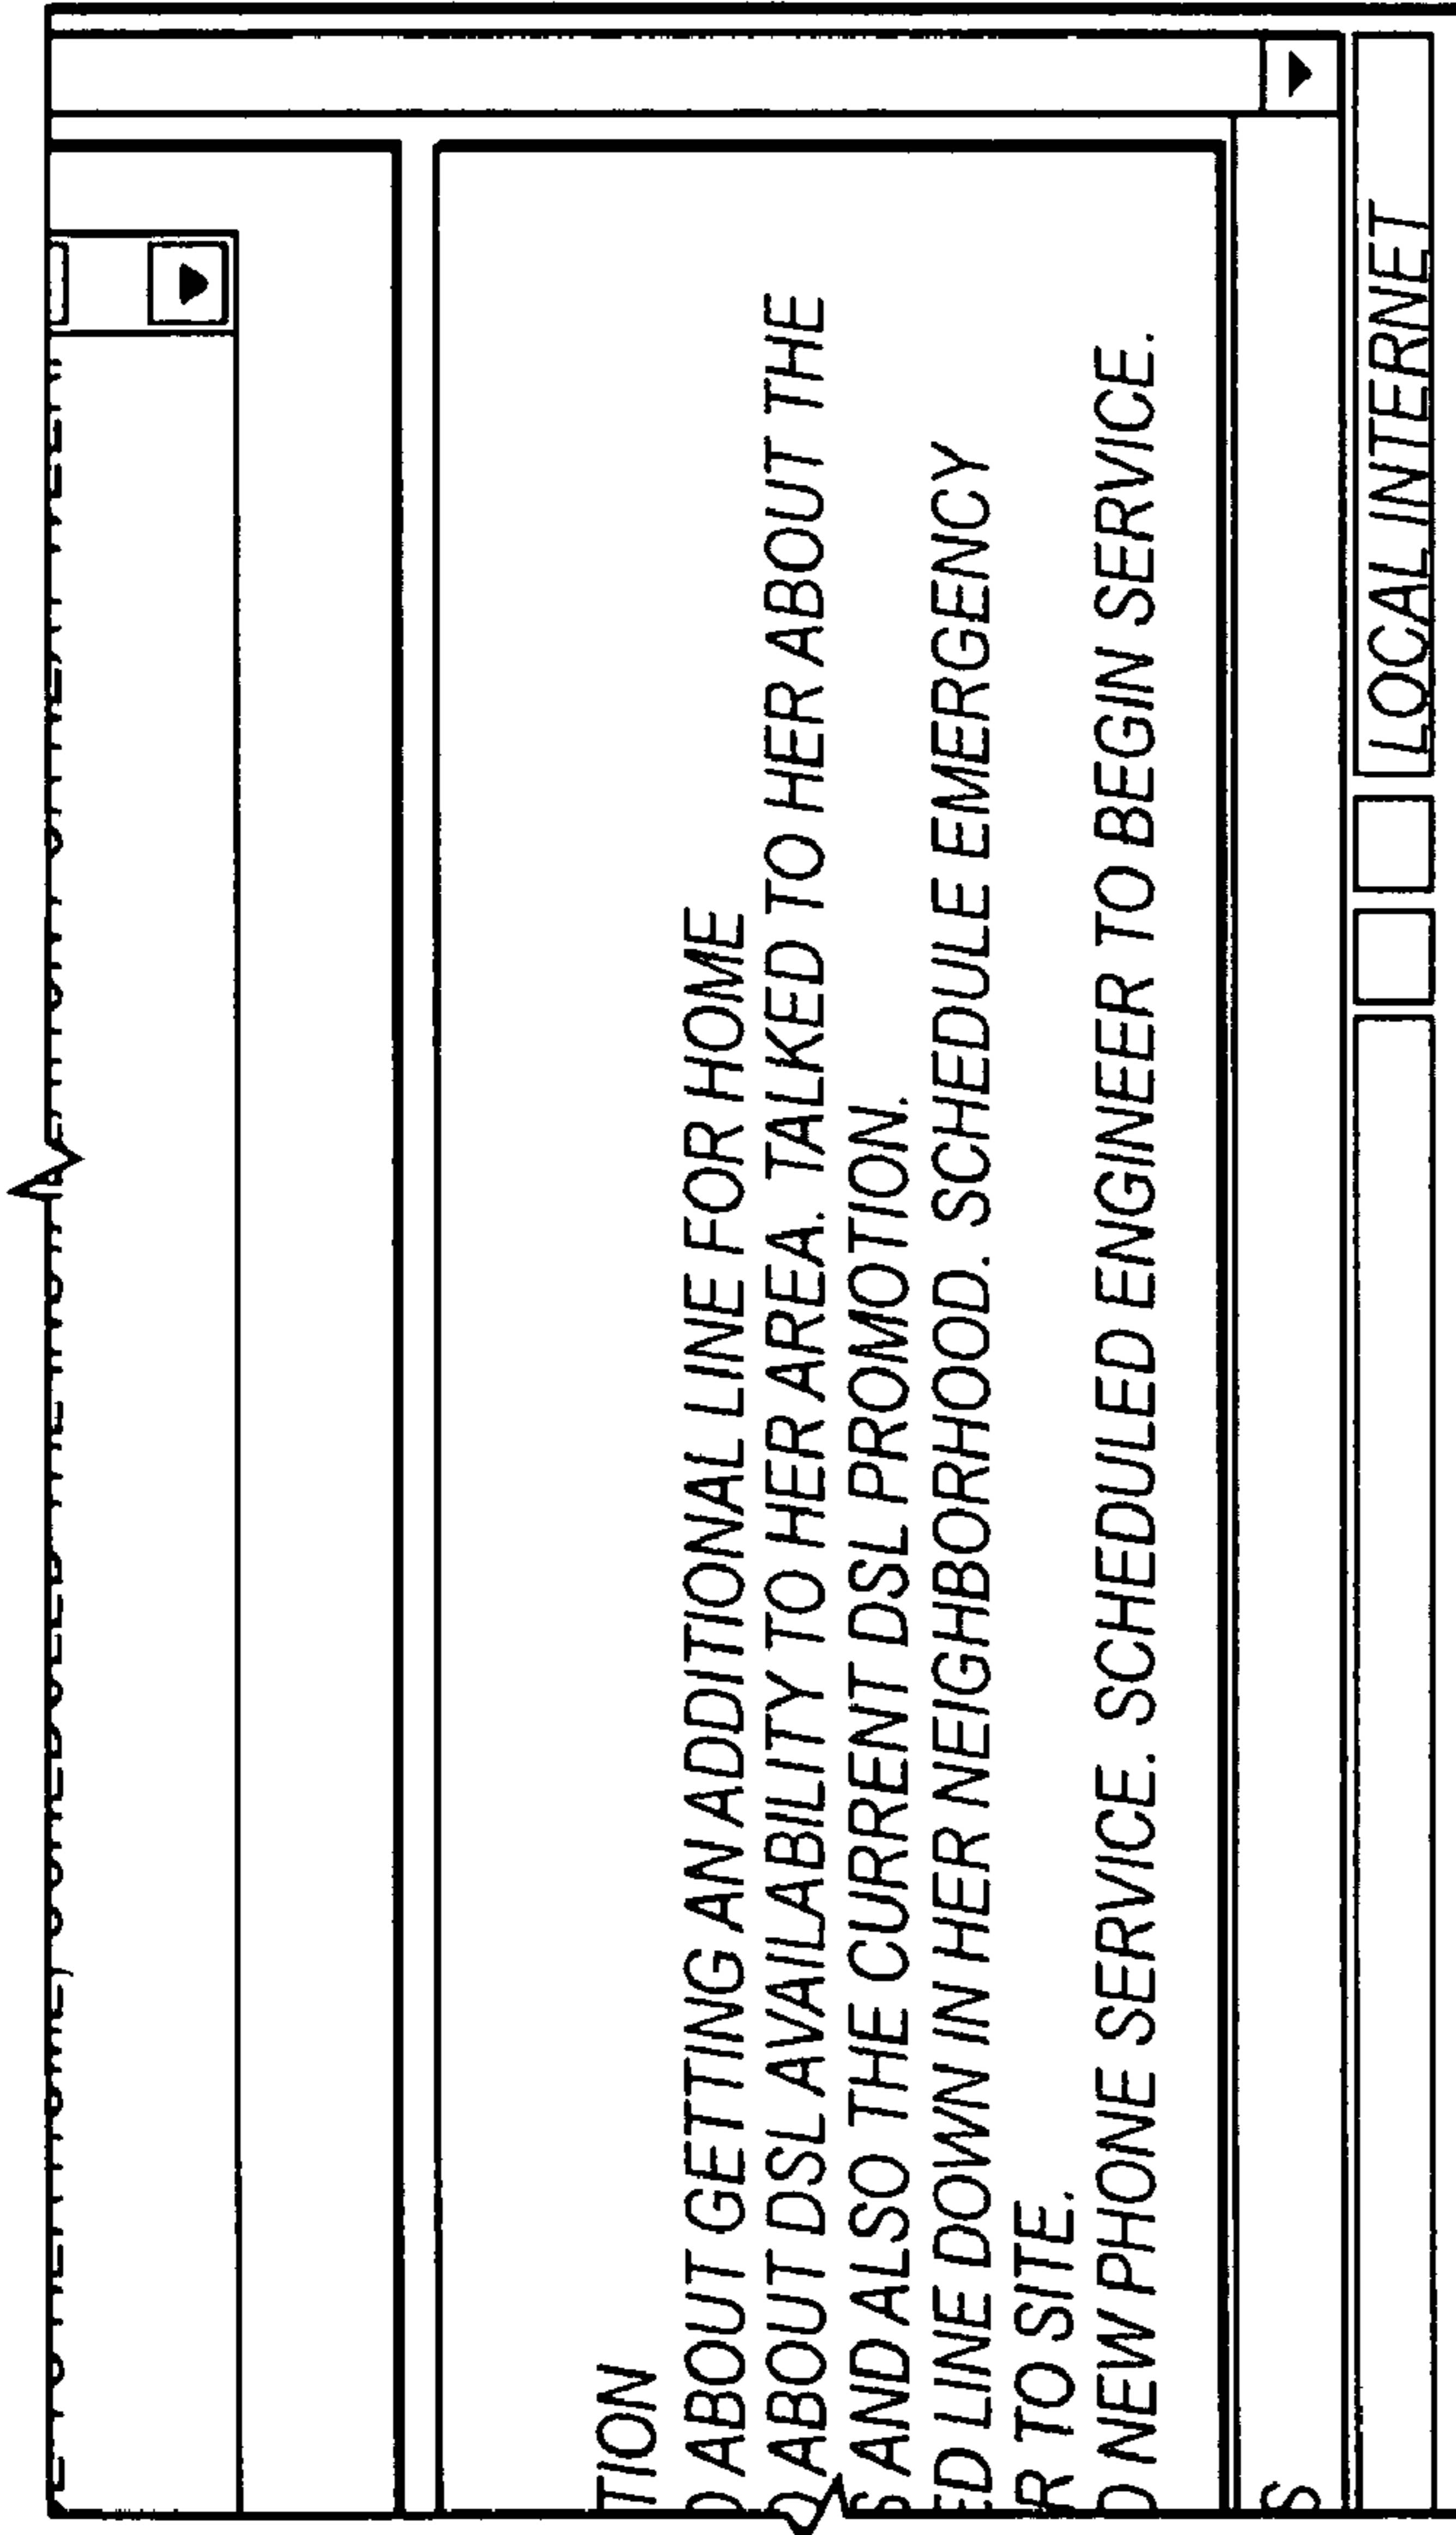 TION
ABOUT GETTING AN ADDITIONAL LINE FOR HOME
ABOUT DSL AVAILABILITY TO HER AREA. TALKED TO HER ABOUT THE
S AND ALSO THE CURRENT DSL PROMOTION.
ED LINE DOWN IN HER NEIGHBORHOOD. SCHEDULE EMERGENCY
R TO SITE.
D NEW PHONE SERVICE. SCHEDULED ENGINEER TO BEGIN SERVICE.
S
LOCAL INTERNET